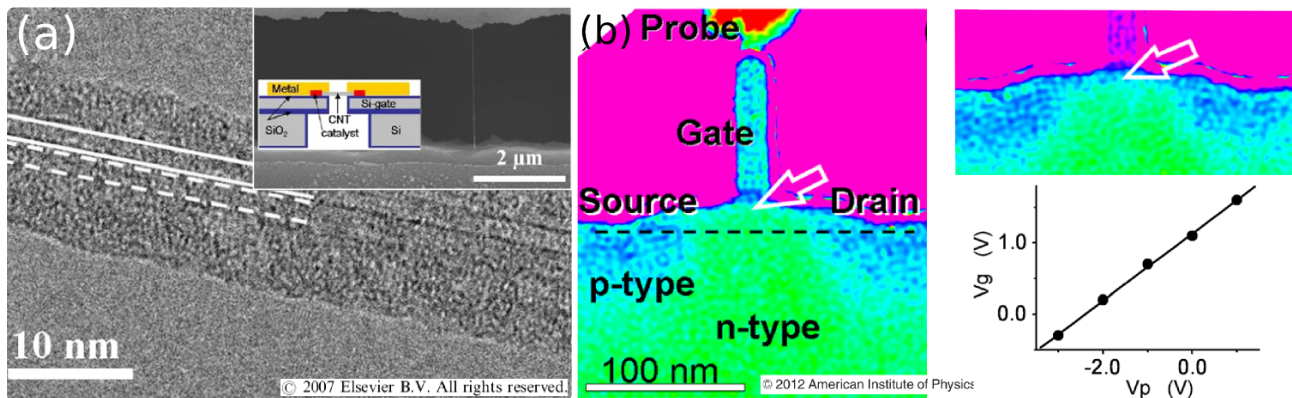 (a)
Metal
Si-gate
CNT
SiO2
catalyst
Si
2 μm
10 nm
© 2007 Elsevier B.V. All rights reserved.
(b)
Probe
Gate
Source
Drain
p-type
n-type
100 nm
© 2012 American Institute of Physics
Vg (V)
1.0
0.0
-2.0
0.0
Vp (V)